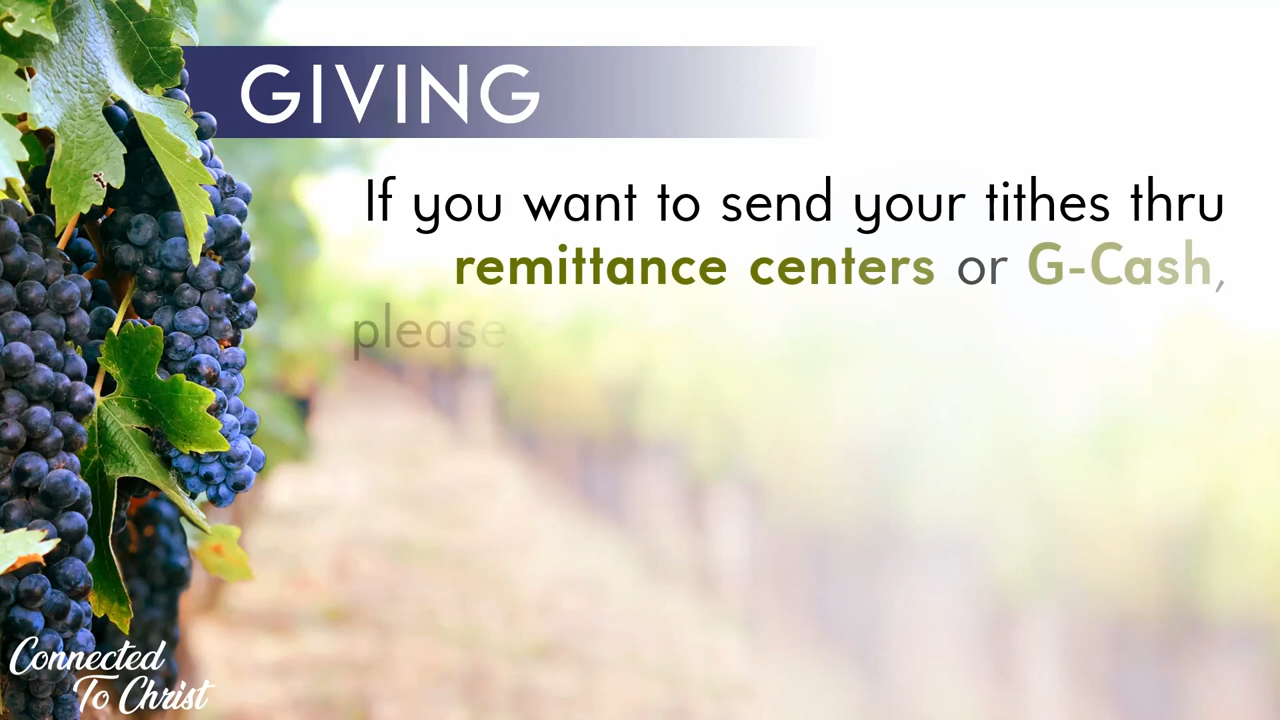 GIVING
If you want to send your tithes thru
remittance centers or G-Cash,
please
Connected
To Christ